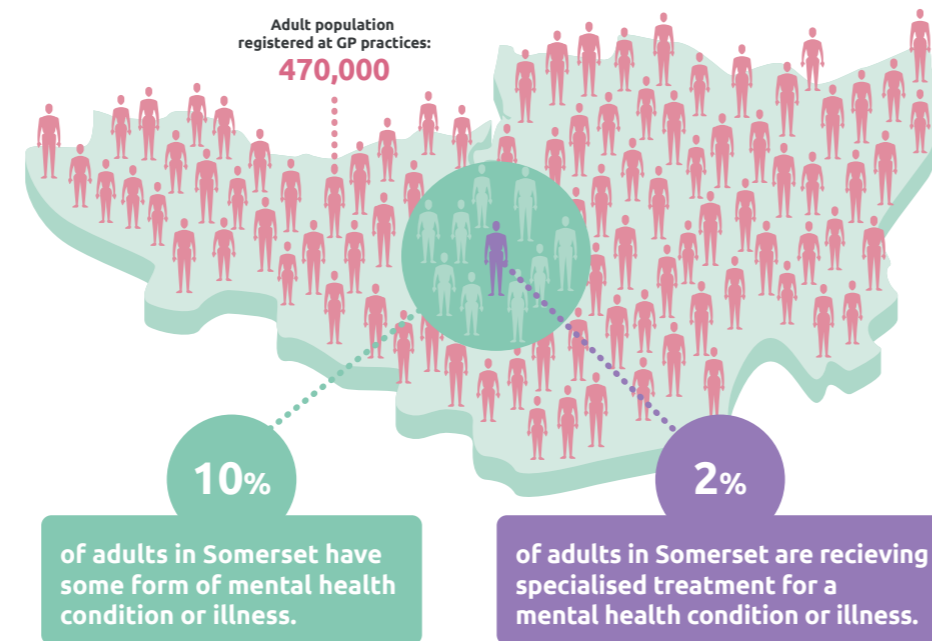 Adult population
registered at GP practices:
470,000
10%
of adults in Somerset have
some form of mental health
condition or illness.
2%
of adults in Somerset are recieving
specialised treatment for a
mental health condition or illness.